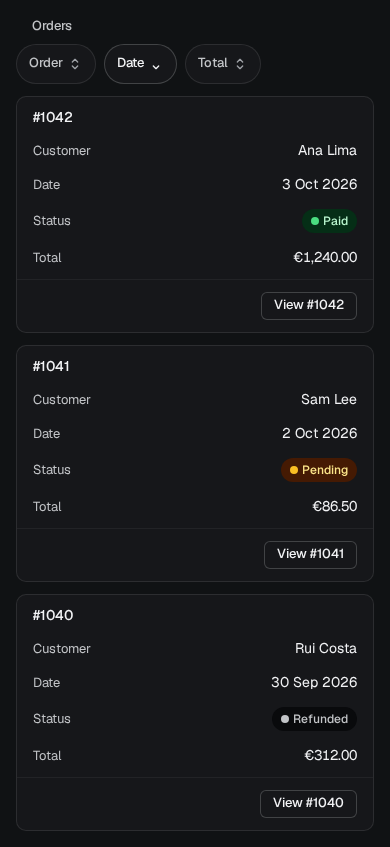 Orders
Order Date Total
#1042
Customer Ana Lima
Date 3 Oct 2026
Status Paid
Total €1,240.00
View #1042
#1041
Customer Sam Lee
Date 2 Oct 2026
Status Pending
Total €86.50
View #1041
#1040
Customer Rui Costa
Date 30 Sep 2026
Status Refunded
Total €312.00
View #1040